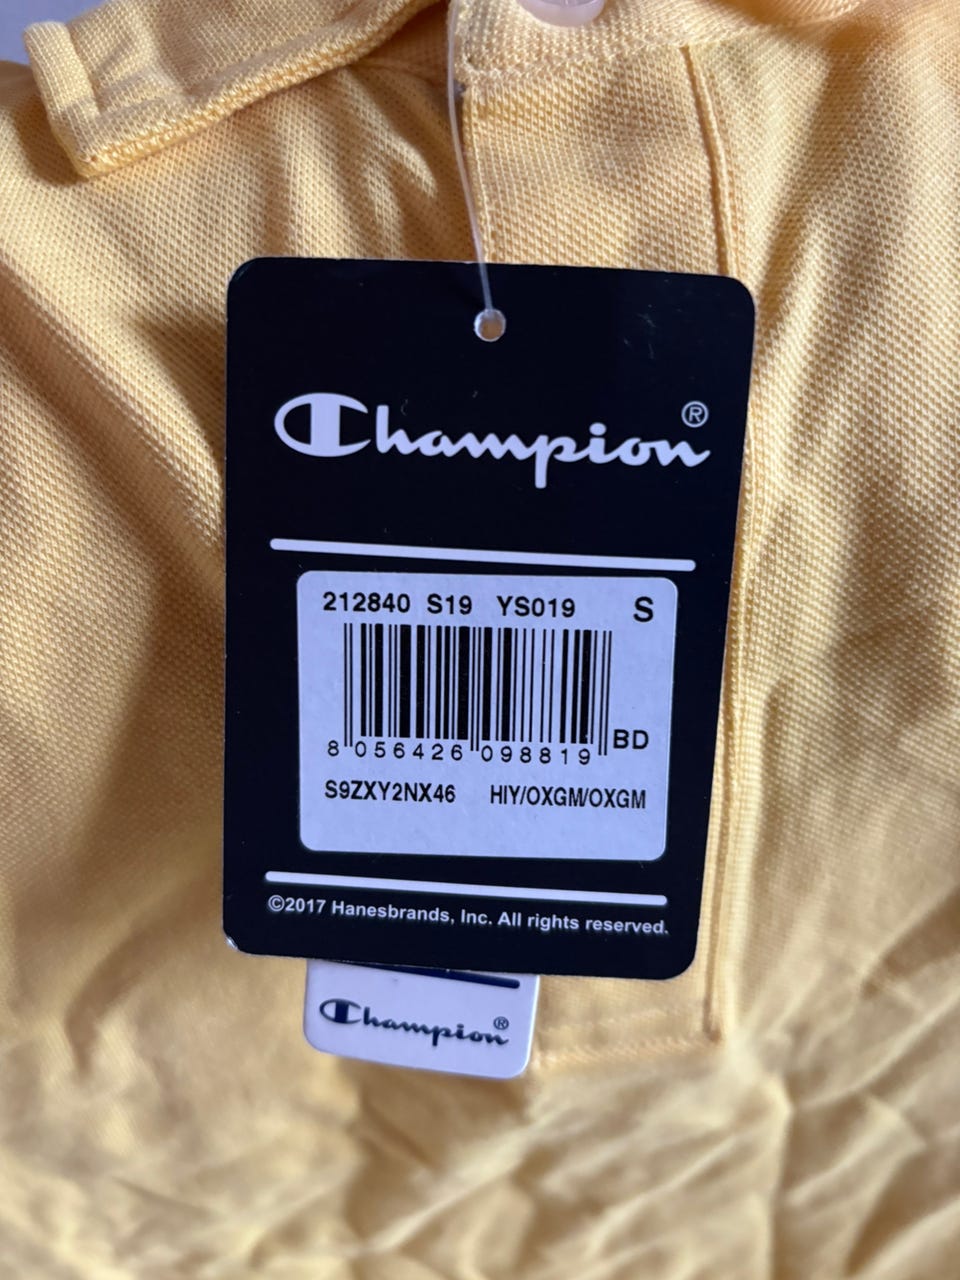 Champion®
212840 S19 YS019 S
8 056426 098819 BD
S9ZXY2NX46 HIY/OXGM/OXGM
©2017 Hanesbrands, Inc. All rights reserved.
Champion®